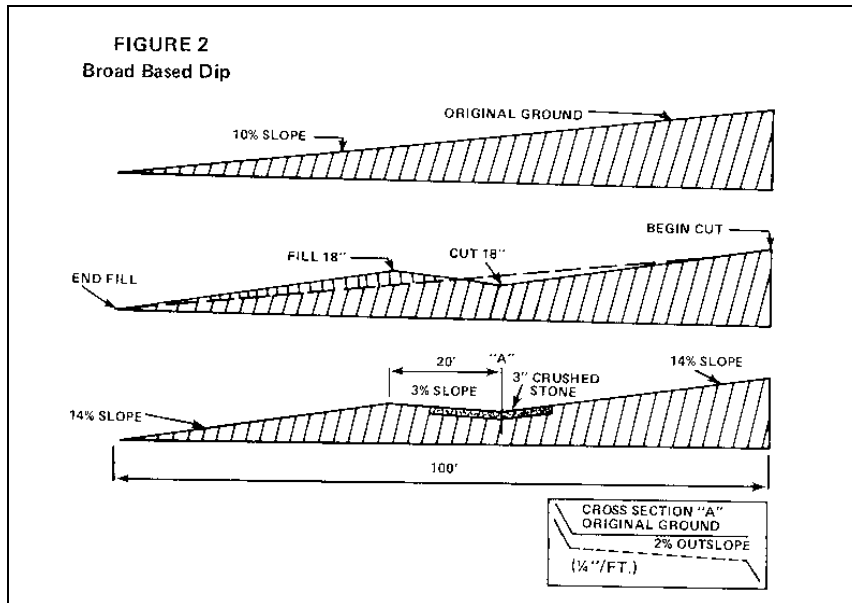 FIGURE 2
Broad Based Dip
ORIGINAL GROUND
10% SLOPE
BEGIN CUT
FILL 18"
CUT 18"
END FILL
20'
"A"
14% SLOPE
3% SLOPE
3" CRUSHED
STONE
14% SLOPE
100'
CROSS SECTION "A"
ORIGINAL GROUND
2% OUTSLOPE
(¼"/FT.)